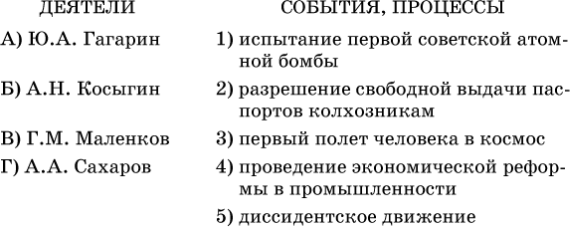 ДЕЯТЕЛИ СОБЫТИЯ, ПРОЦЕССЫ
А) Ю.А. Гагарин 1) испытание первой советской атом-
ной бомбы
Б) А.Н. Косыгин 2) разрешение свободной выдачи пас-
портов колхозникам
В) Г.М. Маленков 3) первый полет человека в космос
Г) А.А. Сахаров 4) проведение экономической рефор-
мы в промышленности
5) диссидентское движение